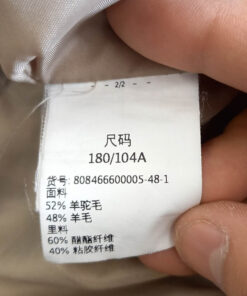 - 2/2 -
尺码
180/104A
货号: 808466600005-48-1
面料
52% 羊驼毛
48% 羊毛
里料
60% 醋酯纤维
40% 粘胶纤维